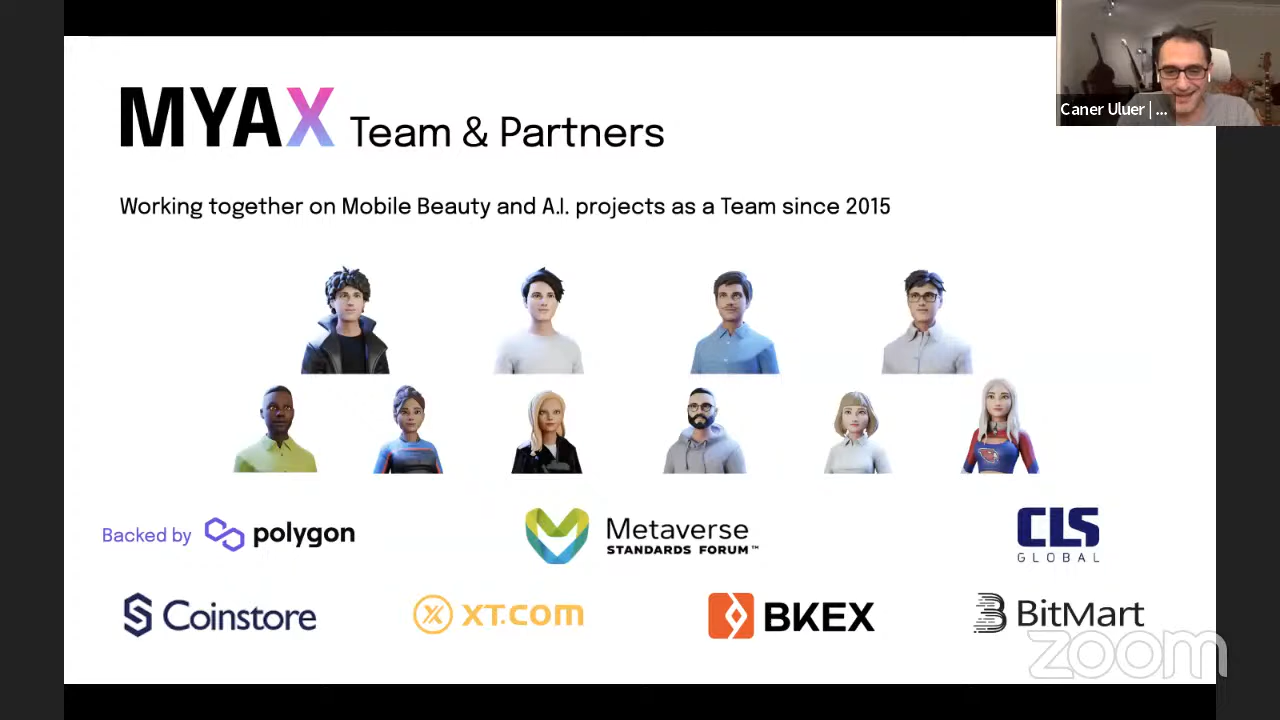 MYAX Team & Partners
Caner Uluer | ...
Working together on Mobile Beauty and A.I. projects as a Team since 2015
Backed by polygon
Metaverse
STANDARDS FORUM™
CLS
GLOBAL
Coinstore
XT.COM
BKEX
BitMart
zoom